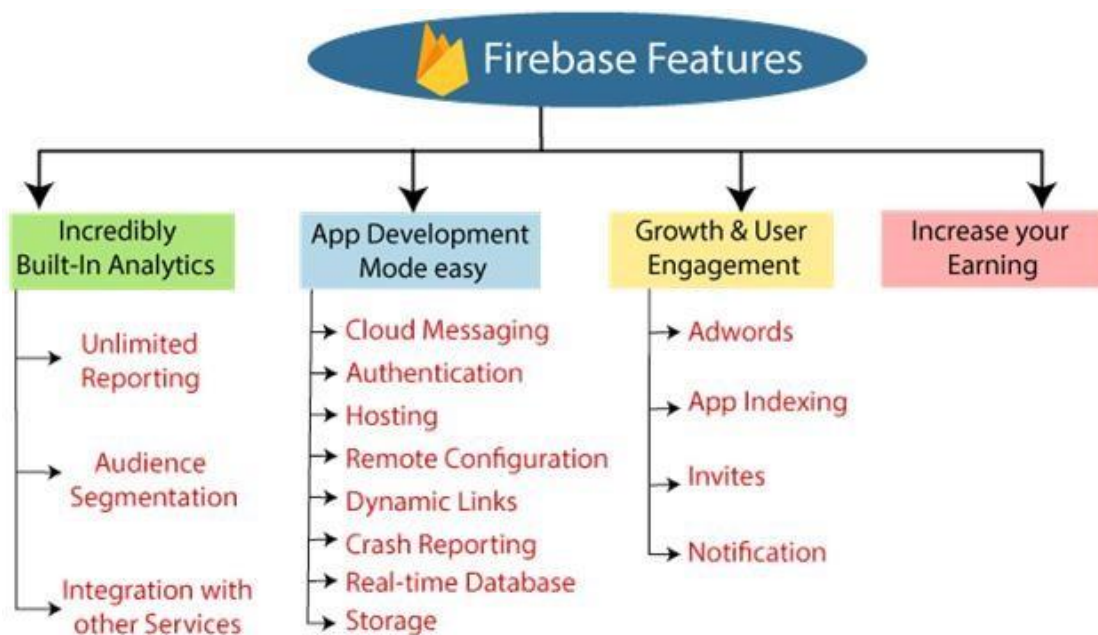 Firebase Features
Incredibly
Built-In Analytics
Unlimited
Reporting
Audience
Segmentation
Integration with
other Services
App Development
Mode easy
Cloud Messaging
Authentication
Hosting
Remote Configuration
Dynamic Links
Crash Reporting
Real-time Database
Storage
Growth & User
Engagement
Adwords
App Indexing
Invites
Notification
Increase your
Earning